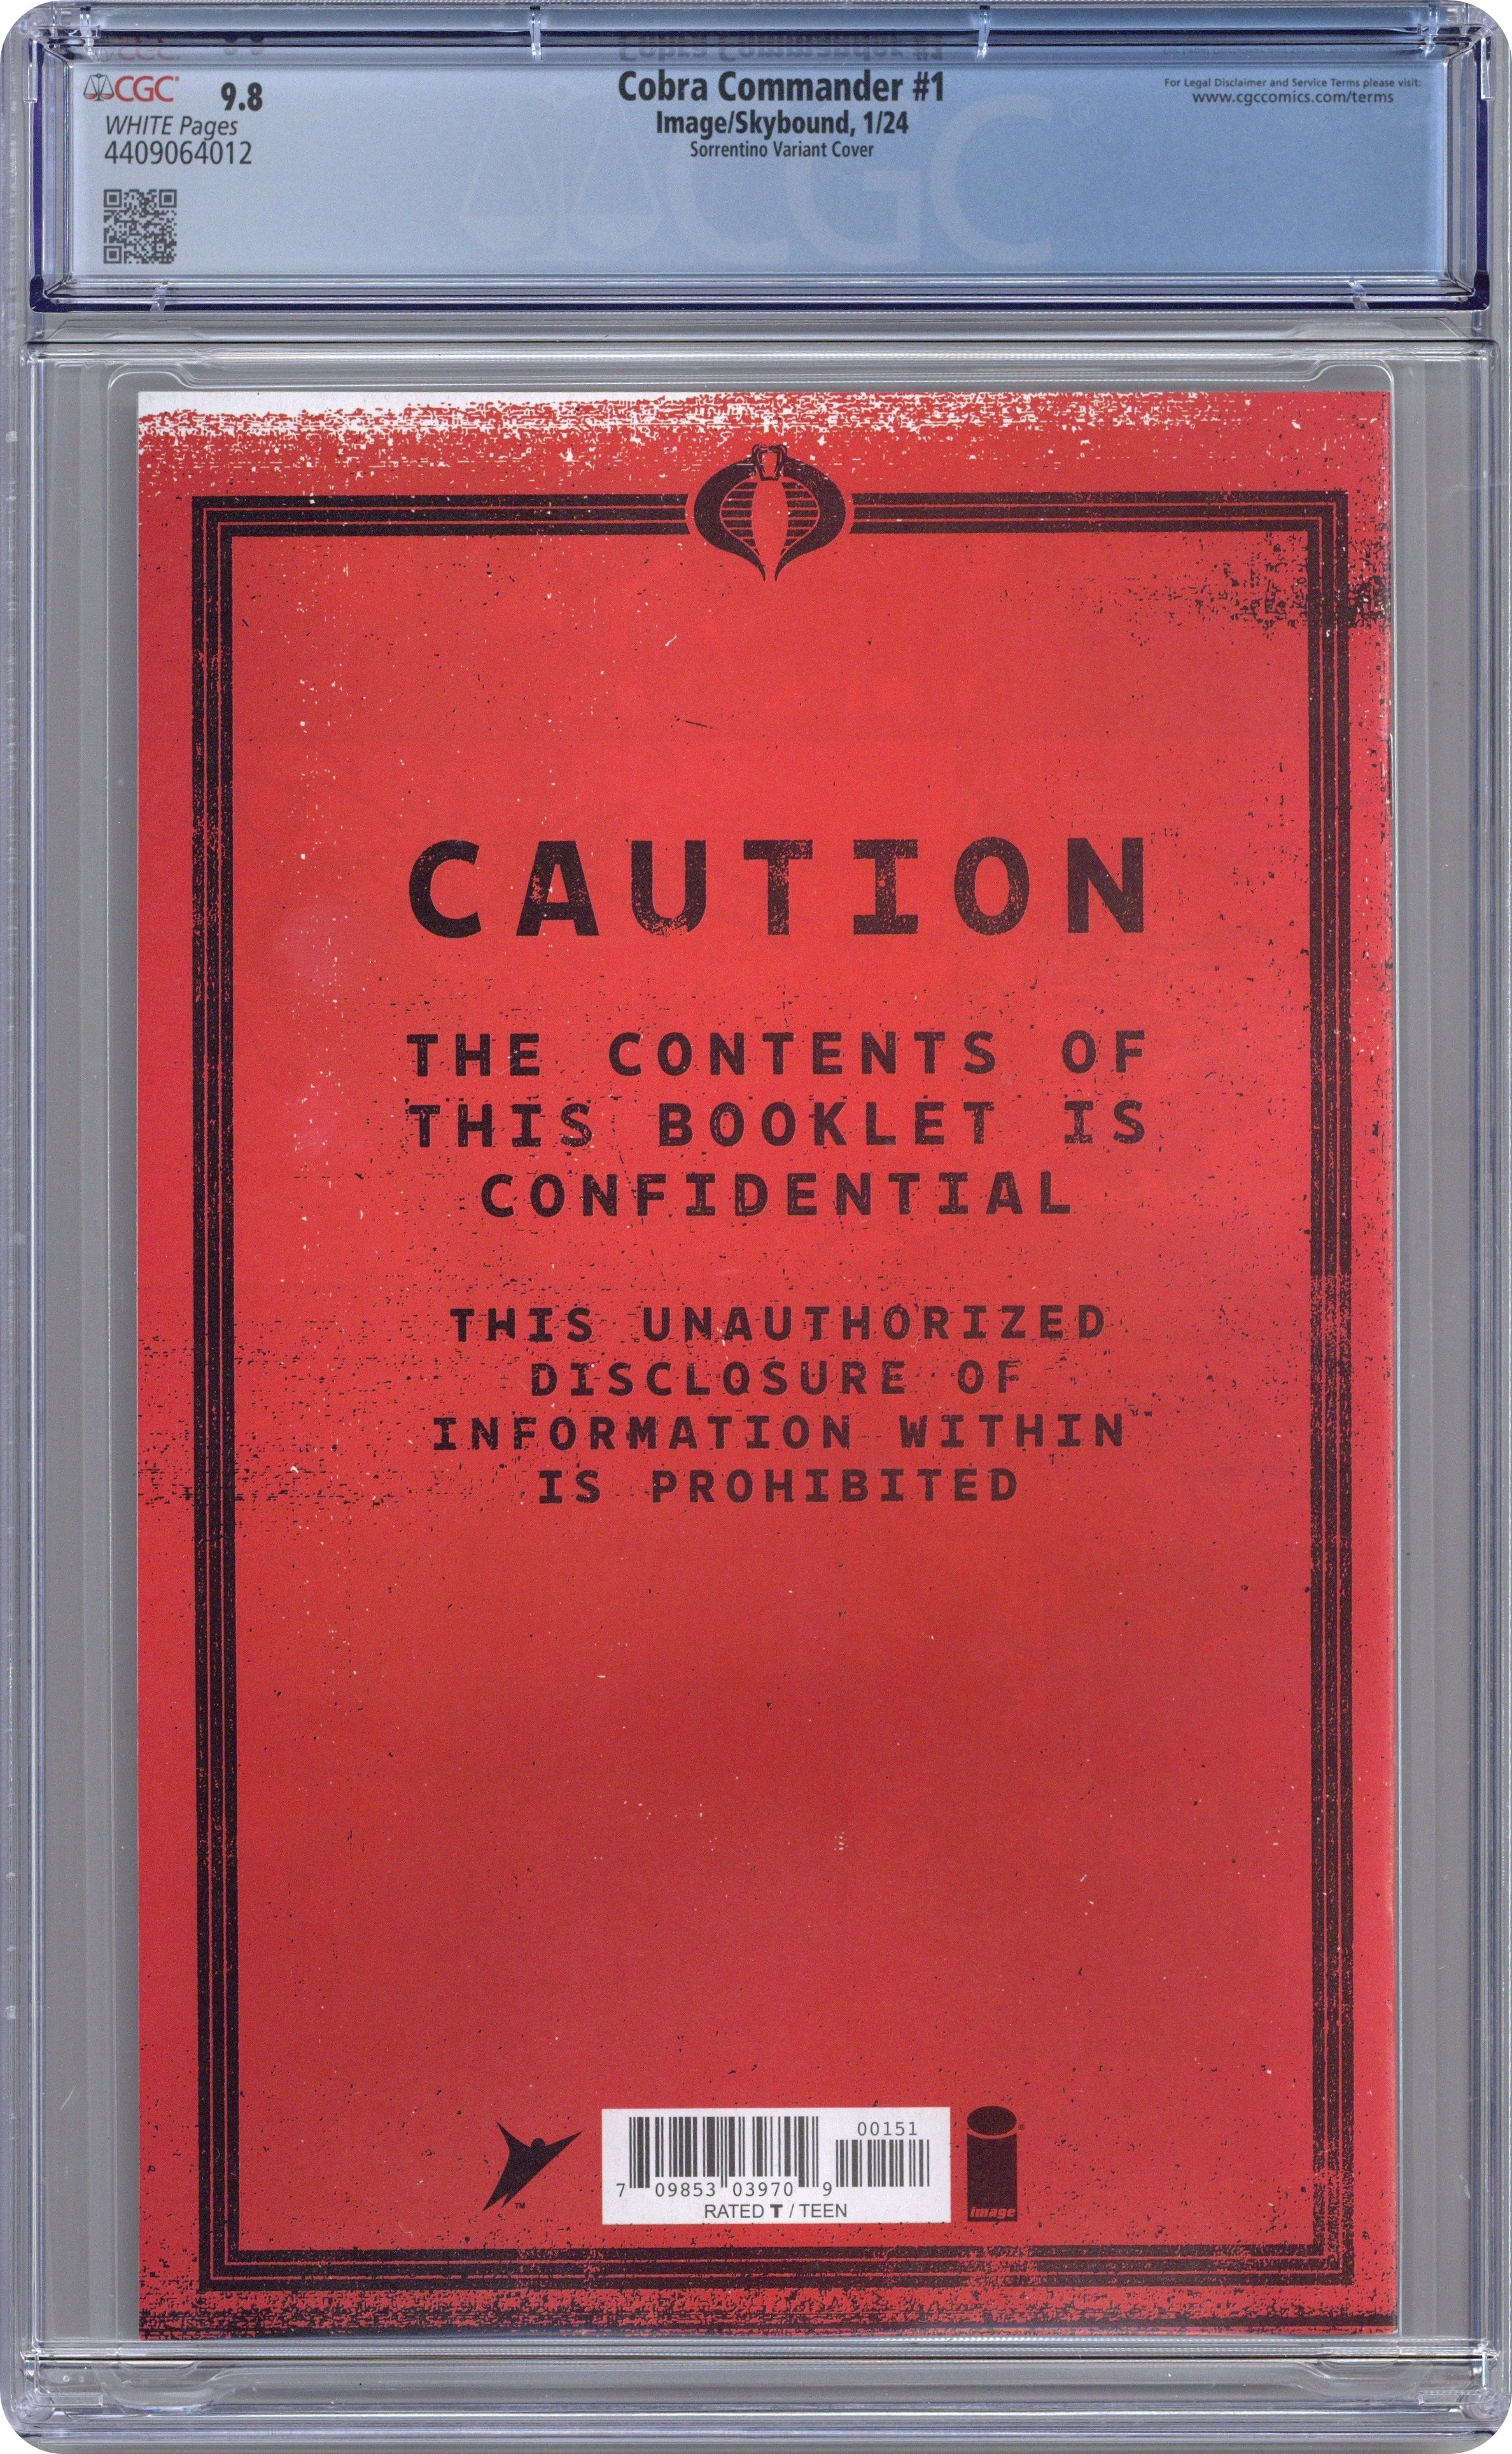 CGC
9.8
WHITE Pages
4409064012
Cobra Commander #1
Image/Skybound, 1/24
Sorrentino Variant Cover
For Legal Disclaimer and Service Terms please visit:
www.cgccomics.com/terms
CGC
CAUTION
THE CONTENTS OF
THIS BOOKLET IS
CONFIDENTIAL
THIS UNAUTHORIZED
DISCLOSURE OF
INFORMATION WITHIN
IS PROHIBITED
00151
7 09853 03970 9
RATED T / TEEN
TM
image